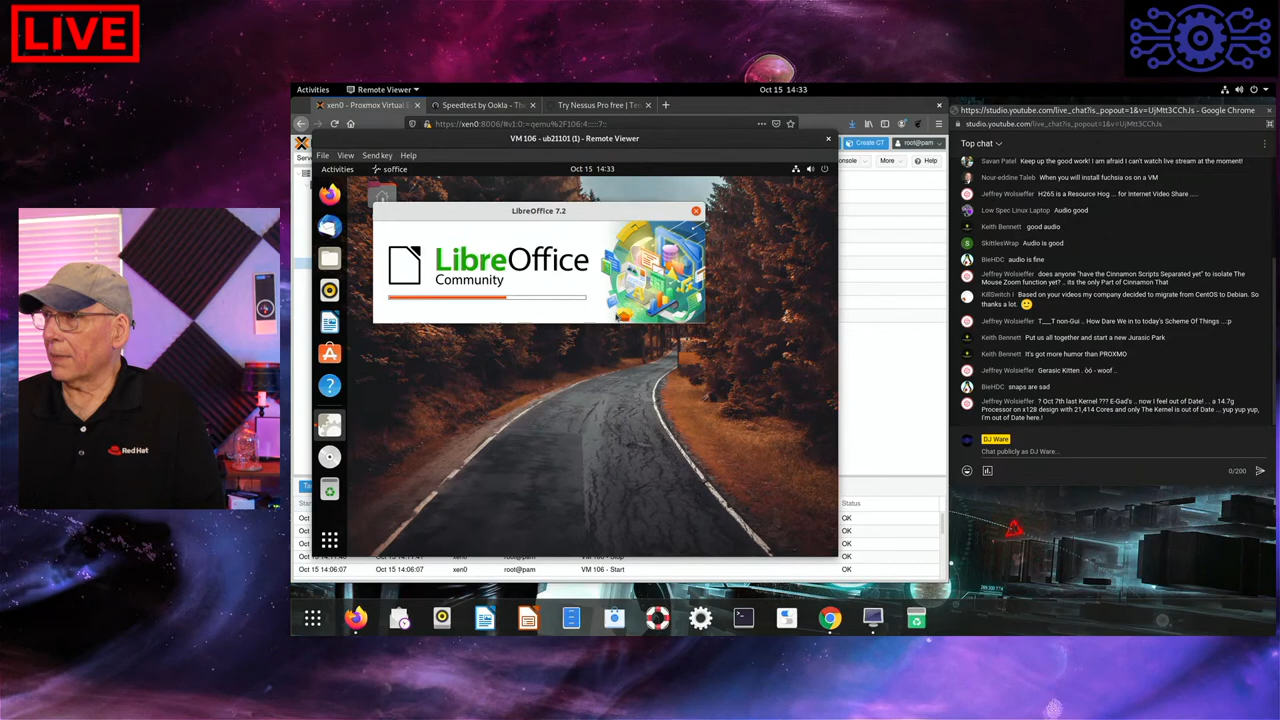 LIVE
Activities
Remote Viewer
Oct 15 14:33
xen0 - Proxmox Virtual E
Speedtest by Ookla - The
Try Nessus Pro free | Ten
https://xen0:8006/#v1:0:=qemu%2F106:4:::::7::
VM 106 - ub21101 (1) - Remote Viewer
Create CT
root@pam
File
View
Send key
Help
onsole
More
Help
Activities
soffice
Oct 15 14:33
LibreOffice 7.2
LibreOffice
Community
RedHat
Status
OK
OK
OK
OK
Oct 15 14:06:07
Oct 15 14:06:07
xen0
root@pam
VM 106 - Start
OK
https://studio.youtube.com/live_chat?is_popout=1&v=UjMtt3CChJs - Google Chrome
studio.youtube.com/live_chat?is_popout=1&v=UjMtt3CChJs
Top chat
Savan Patel Keep up the good work! I am afraid I can't watch live stream at the moment!
Nour-eddine Taleb When you will install fuchsia os on a VM
Jeffrey Wolsieffer H265 is a Resource Hog ... for Internet Video Share .....
Low Spec Linux Laptop Audio good
Keith Bennett good audio
SkittlesWrap Audio is good
BieHDC audio is fine
Jeffrey Wolsieffer does anyone "have the Cinnamon Scripts Separated yet" to isolate The
Mouse Zoom function yet? .. its the only Part of Cinnamon That
KillSwitch I Based on your videos my company decided to migrate from CentOS to Debian. So
thanks a lot.
Jeffrey Wolsieffer T___T non-Gui .. How Dare We in to today's Scheme Of Things ...:p
Keith Bennett Put us all together and start a new Jurasic Park
Keith Bennett It's got more humor than PROXMO
Jeffrey Wolsieffer Gerasic Kitten . òó - woof ..
BieHDC snaps are sad
Jeffrey Wolsieffer ? Oct 7th last Kernel ??? E-Gad's .. now I feel out of Date! . . a 14.7g
Processor on x128 design with 21,414 Cores and only The Kernel is out of Date ... yup yup yup,
I'm out of Date here.!
DJ Ware
Chat publicly as DJ Ware...
0/200